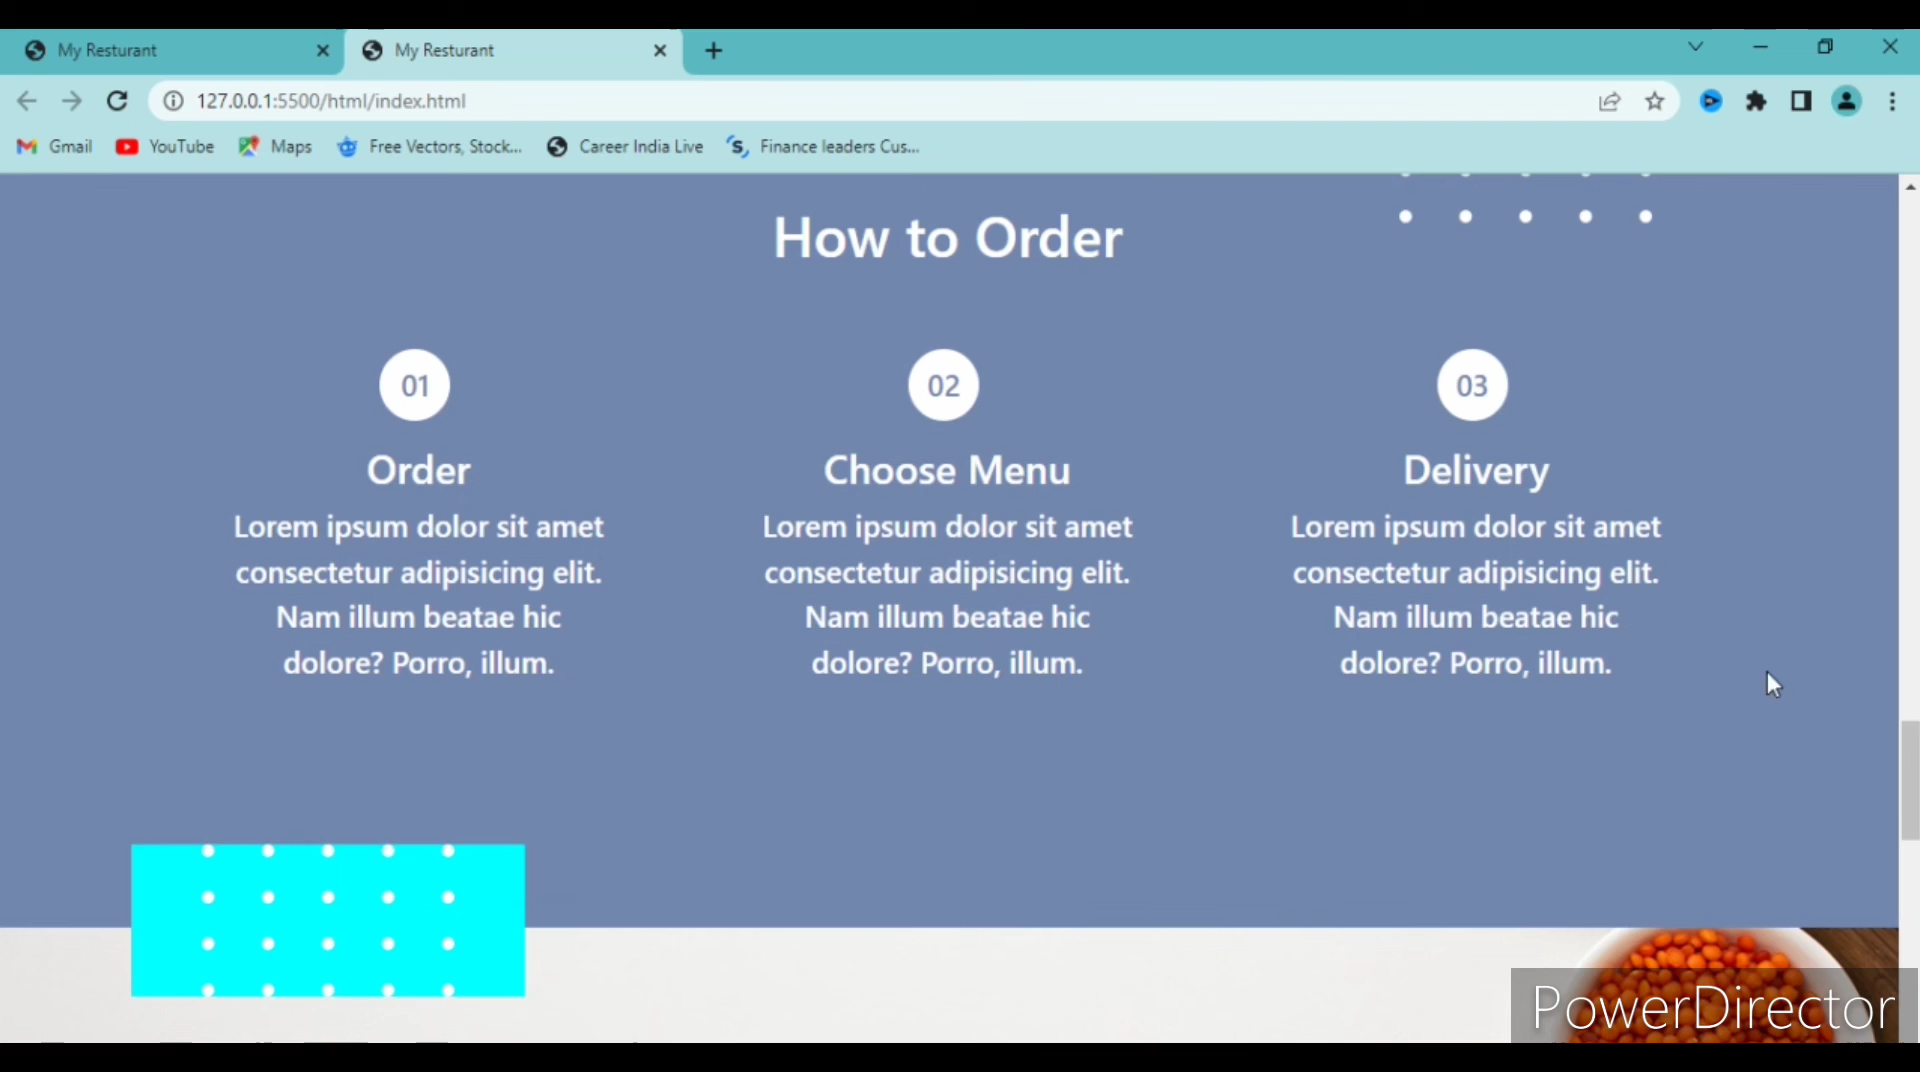 My Resturant
My Resturant
127.0.0.1:5500/html/index.html
Gmail
YouTube
Maps
Free Vectors, Stock...
Career India Live
Finance leaders Cus...
How to Order
01
Order
Lorem ipsum dolor sit amet
consectetur adipisicing elit.
Nam illum beatae hic
dolore? Porro, illum.
02
Choose Menu
Lorem ipsum dolor sit amet
consectetur adipisicing elit.
Nam illum beatae hic
dolore? Porro, illum.
03
Delivery
Lorem ipsum dolor sit amet
consectetur adipisicing elit.
Nam illum beatae hic
dolore? Porro, illum.
PowerDirector